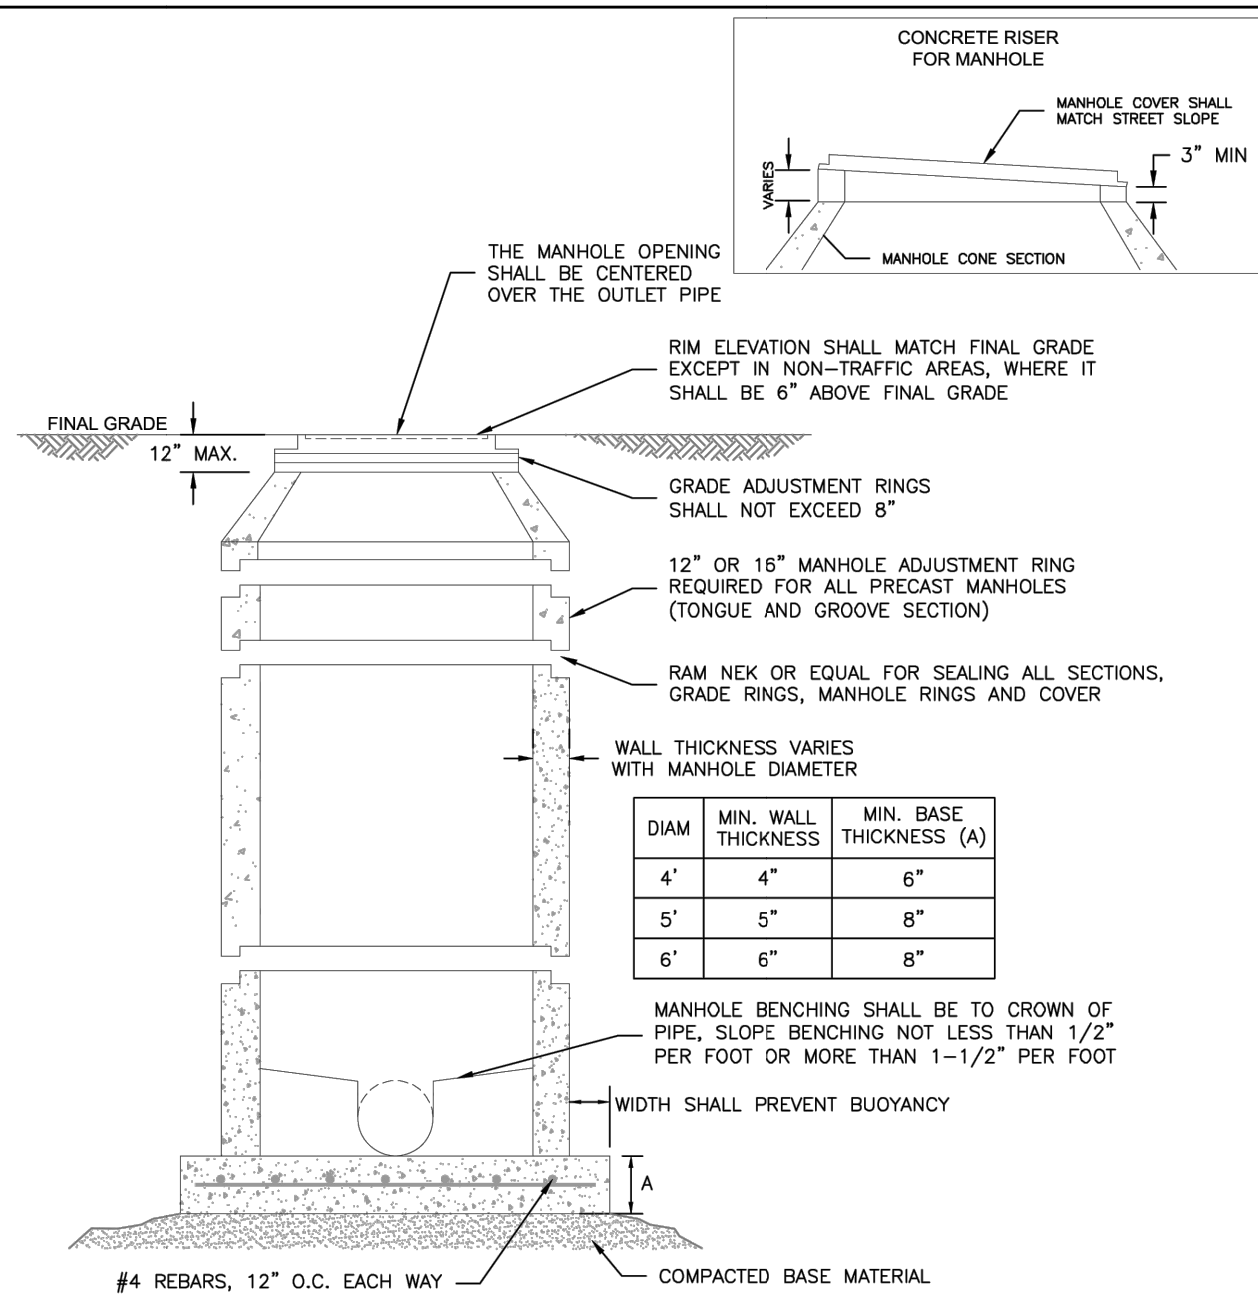 CONCRETE RISER
FOR MANHOLE
MANHOLE COVER SHALL
MATCH STREET SLOPE
3" MIN
VARIES
MANHOLE CONE SECTION
THE MANHOLE OPENING
SHALL BE CENTERED
OVER THE OUTLET PIPE
RIM ELEVATION SHALL MATCH FINAL GRADE
EXCEPT IN NON-TRAFFIC AREAS, WHERE IT
SHALL BE 6" ABOVE FINAL GRADE
FINAL GRADE
12" MAX.
GRADE ADJUSTMENT RINGS
SHALL NOT EXCEED 8"
12" OR 16" MANHOLE ADJUSTMENT RING
REQUIRED FOR ALL PRECAST MANHOLES
(TONGUE AND GROOVE SECTION)
RAM NEK OR EQUAL FOR SEALING ALL SECTIONS,
GRADE RINGS, MANHOLE RINGS AND COVER
WALL THICKNESS VARIES
WITH MANHOLE DIAMETER
DIAM MIN. WALL THICKNESS MIN. BASE THICKNESS (A)
4' 4" 6"
5' 5" 8"
6' 6" 8"
MANHOLE BENCHING SHALL BE TO CROWN OF
PIPE, SLOPE BENCHING NOT LESS THAN 1/2"
PER FOOT OR MORE THAN 1-1/2" PER FOOT
WIDTH SHALL PREVENT BUOYANCY
A
#4 REBARS, 12" O.C. EACH WAY
COMPACTED BASE MATERIAL